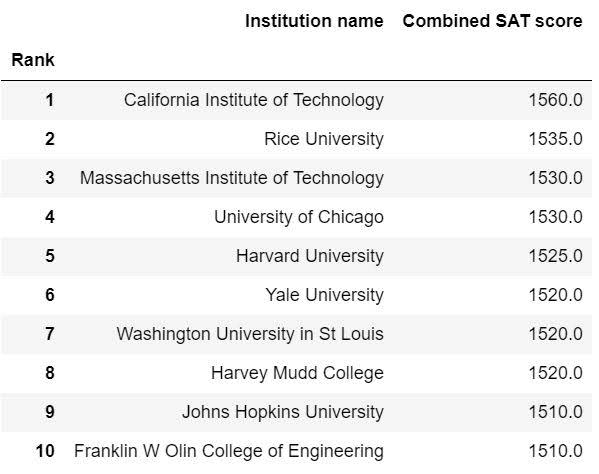 Institution name Combined SAT score
Rank
1 California Institute of Technology 1560.0
2 Rice University 1535.0
3 Massachusetts Institute of Technology 1530.0
4 University of Chicago 1530.0
5 Harvard University 1525.0
6 Yale University 1520.0
7 Washington University in St Louis 1520.0
8 Harvey Mudd College 1520.0
9 Johns Hopkins University 1510.0
10 Franklin W Olin College of Engineering 1510.0